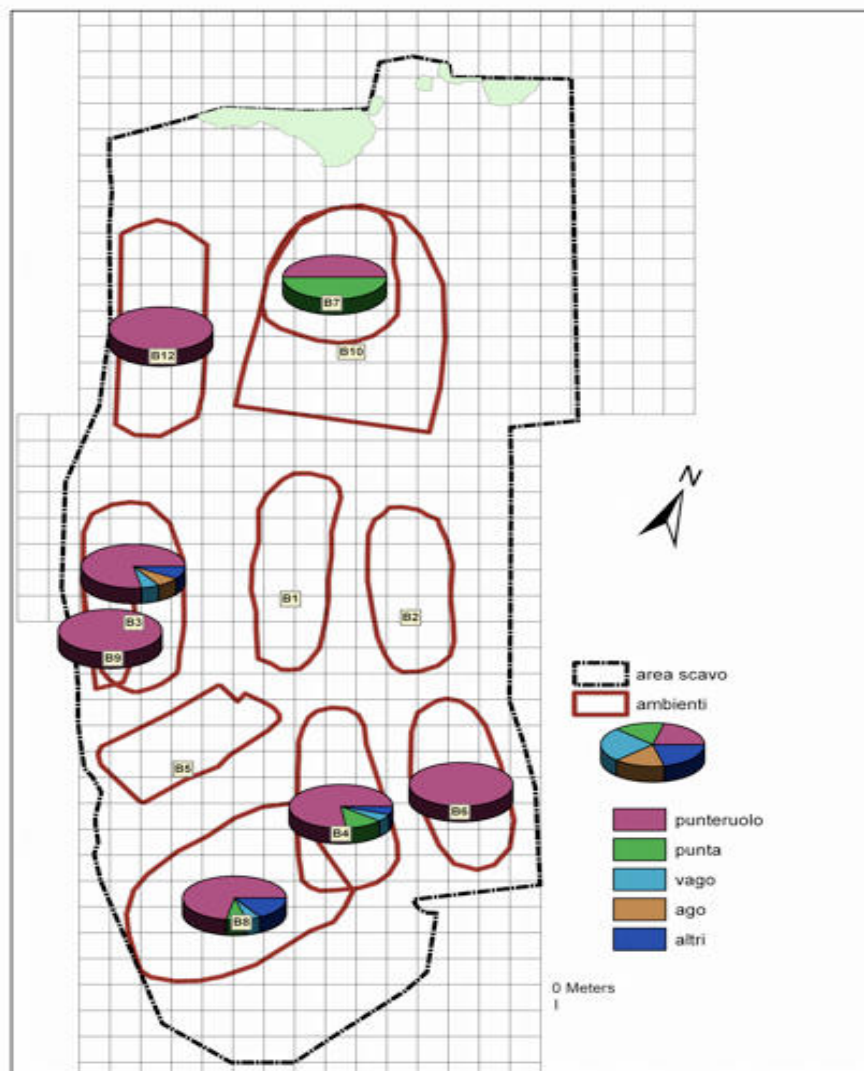 B7
B10
B12
B1
B2
B3
B9
B5
B4
B6
B8
N
area scavo
ambienti
punteruolo
punta
vago
ago
altri
0 Meters